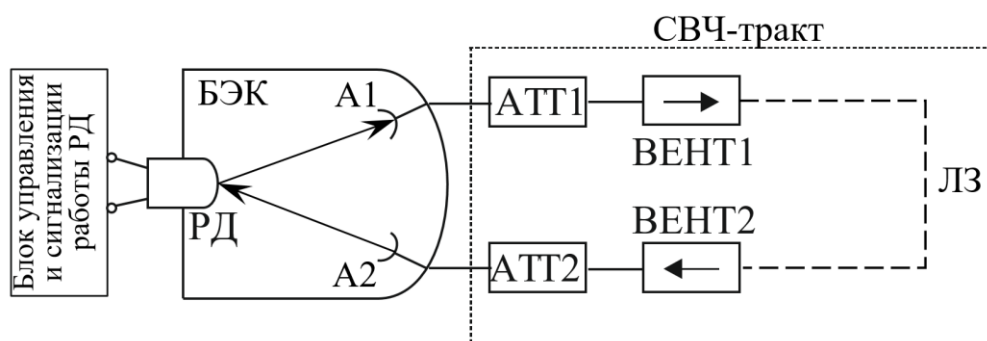 СВЧ-тракт
Блок управления
и сигнализации
работы РД
БЭК
А1
АТТ1
ВЕНТ1
РД
ЛЗ
ВЕНТ2
А2
АТТ2